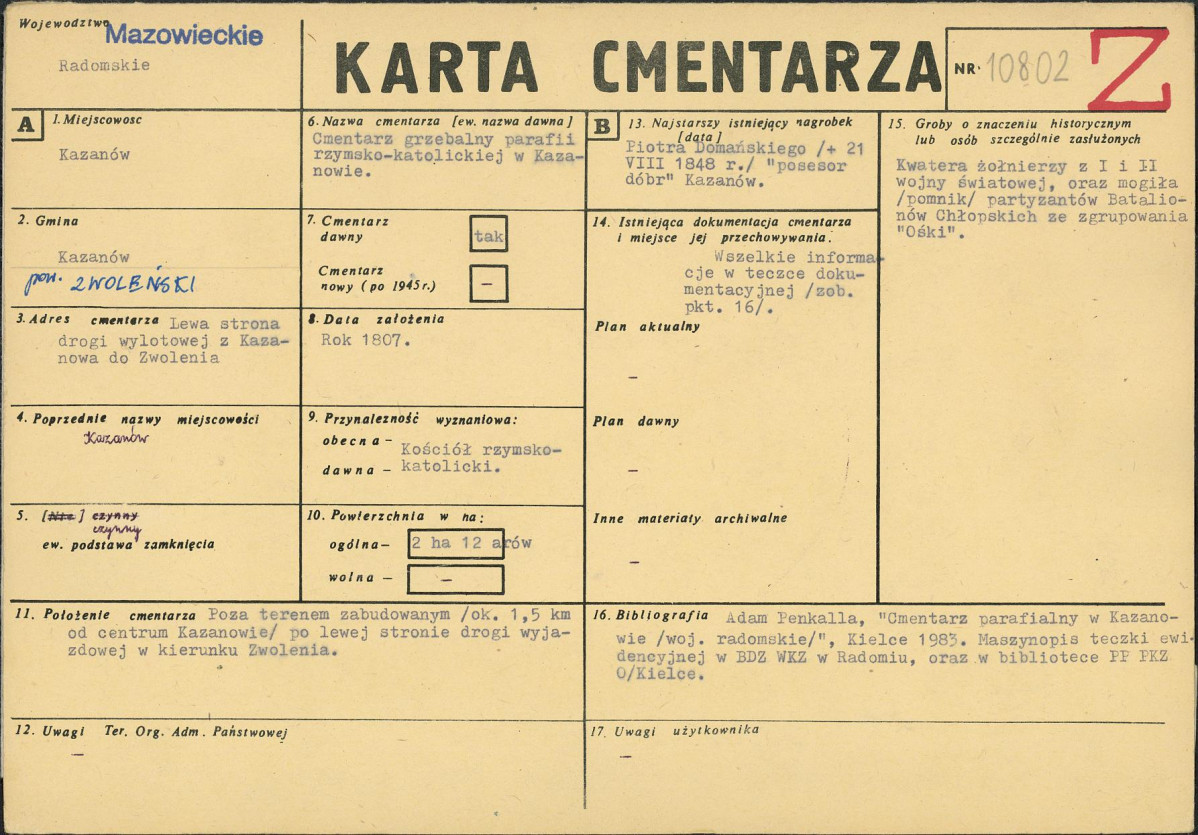 Województwo
Mazowieckie
Radomskie
KARTA CMENTARZA
NR. 10802
Z
A
1. Miejscowosc
Kazanów
2. Gmina
Kazanów
pow. ZWOLEŃSKI
3. Adres cmentarza Lewa strona
drogi wylotowej z Kaza-
nowa do Zwolenia
4. Poprzednie nazwy miejscowości
Kazanów
5. [Nie] czynny
czynny
ew. podstawa zamknięcia
6. Nazwa cmentarza [ew. nazwa dawna]
Cmentarz grzebalny parafii
rzymsko-katolickiej w Kaza-
nowie.
7. Cmentarz
dawny
tak
Cmentarz
nowy (po 1945 r.)
–
8. Data założenia
Rok 1807.
9. Przynależność wyznaniowa:
obecna – Kościół rzymsko-
dawna – katolicki.
10. Powierzchnia w ha:
ogólna – 2 ha 12 arów
wolna – –
B
13. Najstarszy istniejący nagrobek
[data]
Piotra Domańskiego /+ 21
VIII 1848 r./ "posesor
dóbr" Kazanów.
14. Istniejąca dokumentacja cmentarza
i miejsce jej przechowywania.
Wszelkie informa-
cje w teczce doku-
mentacyjnej /zob.
pkt. 16/.
Plan aktualny
–
Plan dawny
–
Inne materiały archiwalne
–
15. Groby o znaczeniu historycznym
lub osób szczególnie zasłużonych
Kwatera żołnierzy z I i II
wojny światowej, oraz mogiła
/pomnik/ partyzantów Batalio-
nów Chłopskich ze zgrupowania
"Ośki".
11. Położenie cmentarza Poza terenem zabudowanym /ok. 1,5 km
od centrum Kazanowie/ po lewej stronie drogi wyja-
zdowej w kierunku Zwolenia.
12. Uwagi Ter. Org. Adm. Państwowej
–
16. Bibliografia Adam Penkalla, "Cmentarz parafialny w Kazano-
wie /woj. radomskie/", Kielce 1983. Maszynopis teczki ewi-
dencyjnej w BDZ WKZ w Radomiu, oraz w bibliotece PP PKZ
O/Kielce.
17. Uwagi użytkownika
–